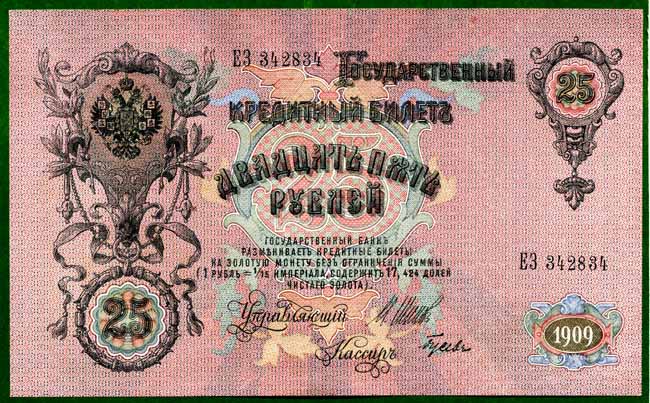 ЕЗ 342834
ГОСУДАРСТВЕННЫЙ
КРЕДИТНЫЙ БИЛЕТЪ
ДВАДЦАТЬ ПЯТЬ
РУБЛЕЙ
25
ГОСУДАРСТВЕННЫЙ БАНКЪ
РАЗМѢНИВАЕТЪ КРЕДИТНЫЕ БИЛЕТЫ
НА ЗОЛОТУЮ МОНЕТУ БЕЗЪ ОГРАНИЧЕНІЯ СУММЫ
(1 РУБЛЬ = 1/15 ИМПЕРІАЛА, СОДЕРЖИТЪ 17,424 ДОЛЕЙ
ЧИСТАГО ЗОЛОТА).
ЕЗ 342834
25
Управляющій
Кассиръ
1909